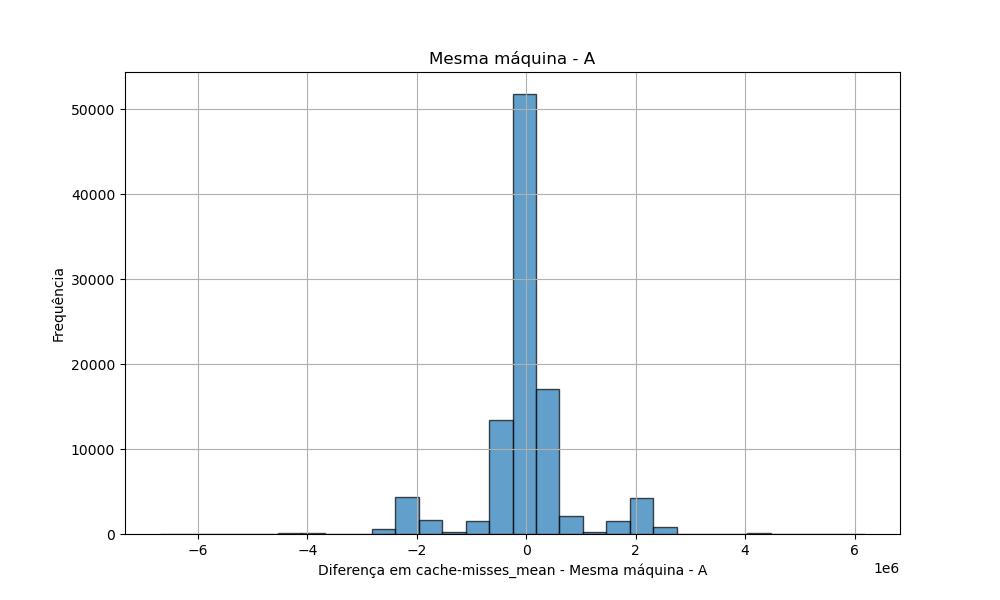 Mesma máquina - A
50000
40000
30000
20000
10000
0
Frequência
−6 −4 −2 0 2 4 6
1e6
Diferença em cache-misses_mean - Mesma máquina - A